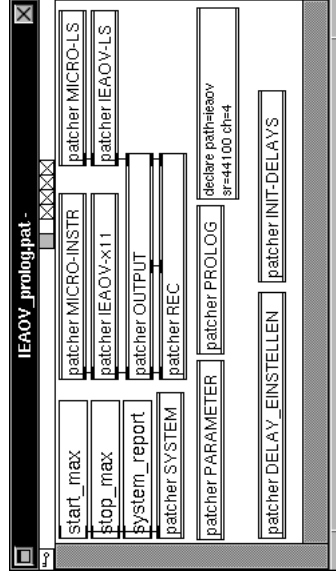 IEAOV_prolog.pat -
start_max
patcher MICRO-INSTR
patcher MICRO-LS
stop_max
patcher IEAOV-x11
patcher IEAOV-LS
system_report
patcher OUTPUT
patcher SYSTEM
patcher REC
patcher PARAMETER
patcher PROLOG
declare path=ieaov
sr=44100 ch=4
patcher DELAY_EINSTELLEN
patcher INIT-DELAYS